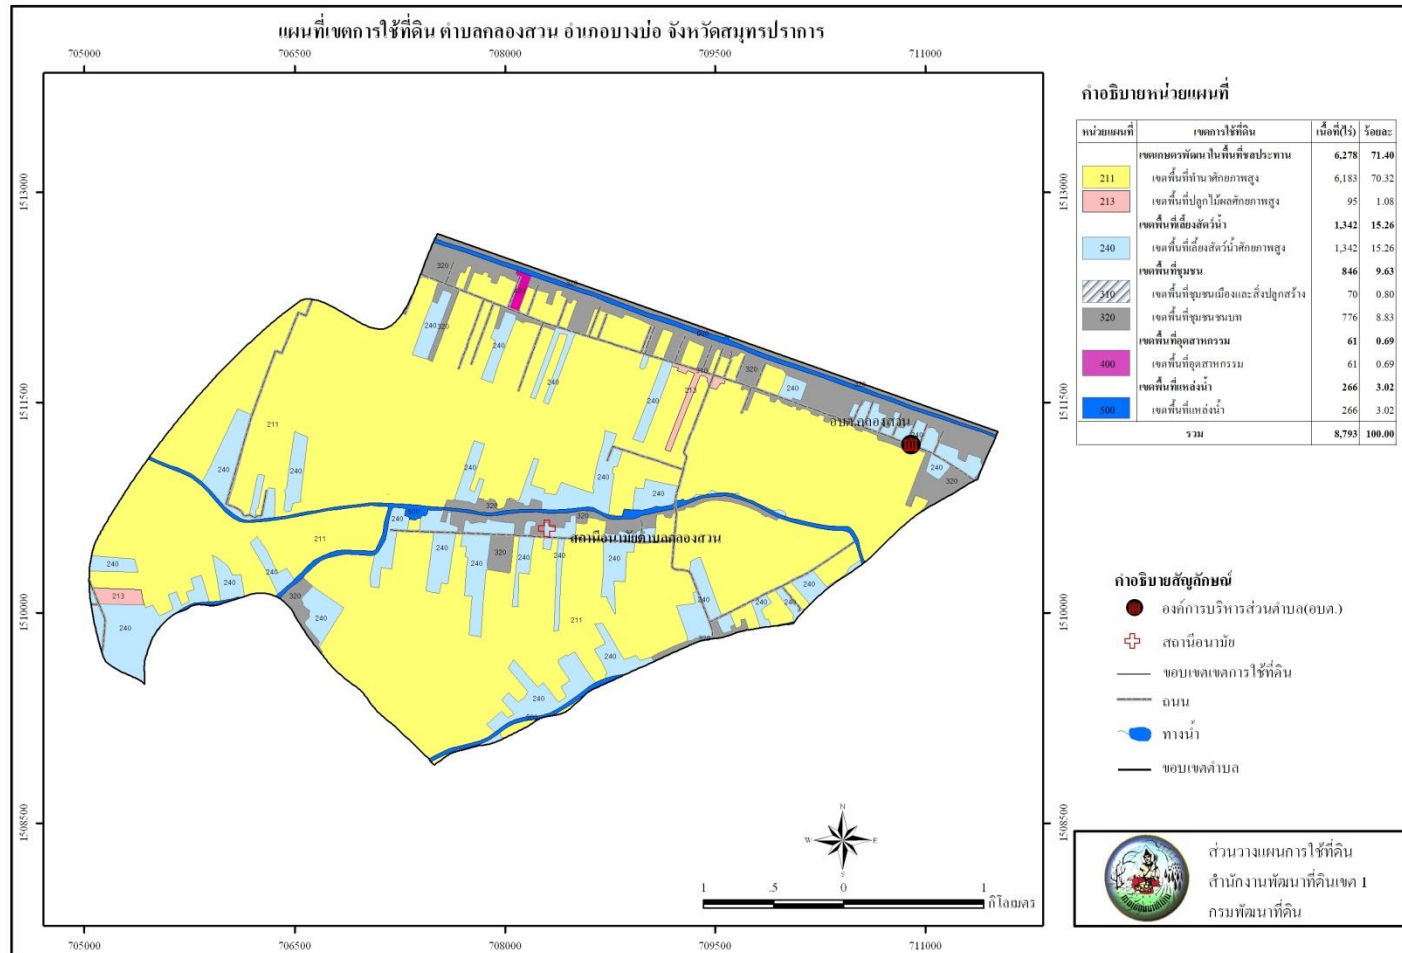 แผนที่เขตการใช้ที่ดิน ตำบลคลองสวน อำเภอบางบ่อ จังหวัดสมุทรปราการ
705000 706500 708000 709500 711000
1513000 1513000
1511500 1511500
1510000 1510000
1508500 1508500
705000 706500 708000 709500 711000
อบต.คลองสวน
สถานีอนามัยตำบลคลองสวน
211
211
211
213
213
240
320
400
500
N
W E
S
1 .5 0 1
กิโลเมตร
คำอธิบายหน่วยแผนที่
หน่วยแผนที่ เขตการใช้ที่ดิน เนื้อที่(ไร่) ร้อยละ
เขตเกษตรพัฒนาในพื้นที่ชลประทาน 6,278 71.40
211 เขตพื้นที่ทำนาศักยภาพสูง 6,183 70.32
213 เขตพื้นที่ปลูกไม้ผลศักยภาพสูง 95 1.08
เขตพื้นที่เลี้ยงสัตว์น้ำ 1,342 15.26
240 เขตพื้นที่เลี้ยงสัตว์น้ำศักยภาพสูง 1,342 15.26
เขตพื้นที่ชุมชน 846 9.63
310 เขตพื้นที่ชุมชนเมืองและสิ่งปลูกสร้าง 70 0.80
320 เขตพื้นที่ชุมชนชนบท 776 8.83
เขตพื้นที่อุตสาหกรรม 61 0.69
400 เขตพื้นที่อุตสาหกรรม 61 0.69
เขตพื้นที่แหล่งน้ำ 266 3.02
500 เขตพื้นที่แหล่งน้ำ 266 3.02
รวม 8,793 100.00
คำอธิบายสัญลักษณ์
องค์การบริหารส่วนตำบล(อบต.)
สถานีอนามัย
ขอบเขตเขตการใช้ที่ดิน
ถนน
ทางน้ำ
ขอบเขตตำบล
ส่วนวางแผนการใช้ที่ดิน
สำนักงานพัฒนาที่ดินเขต 1
กรมพัฒนาที่ดิน